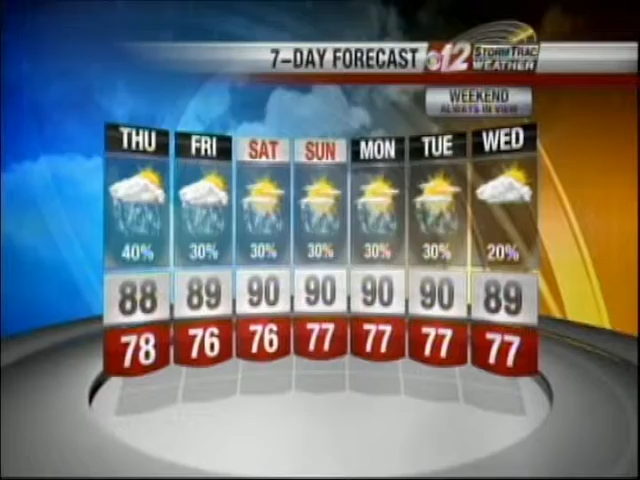 7-DAY FORECAST
12
STORMTRAC
WEATHER
WEEKEND
ALWAYS IN VIEW
THU FRI SAT SUN MON TUE WED
40% 30% 30% 30% 30% 30% 20%
88 89 90 90 90 90 89
78 76 76 77 77 77 77